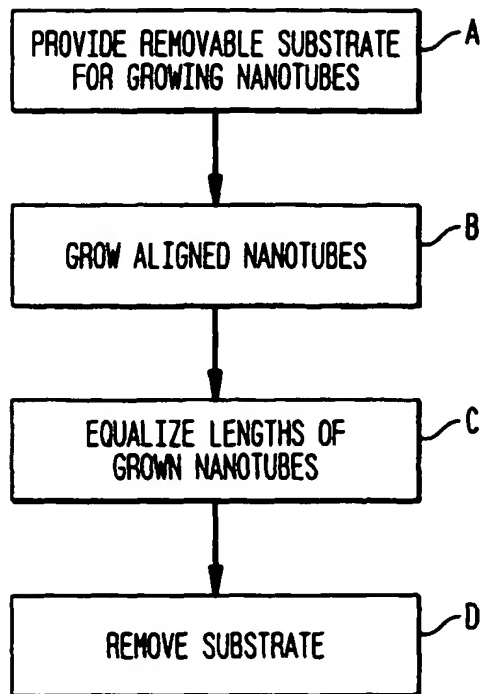 PROVIDE REMOVABLE SUBSTRATE
FOR GROWING NANOTUBES
A
GROW ALIGNED NANOTUBES
B
EQUALIZE LENGTHS OF
GROWN NANOTUBES
C
REMOVE SUBSTRATE
D